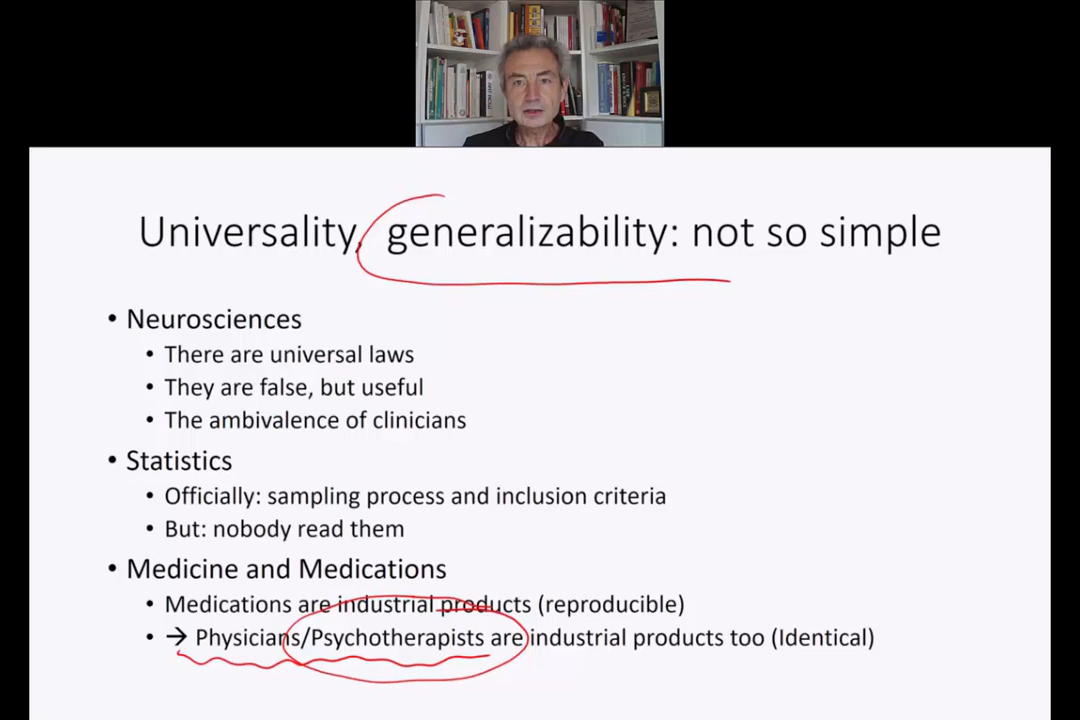 Universality, generalizability: not so simple
• Neurosciences
• There are universal laws
• They are false, but useful
• The ambivalence of clinicians
• Statistics
• Officially: sampling process and inclusion criteria
• But: nobody read them
• Medicine and Medications
• Medications are industrial products (reproducible)
• → Physicians/Psychotherapists are industrial products too (Identical)